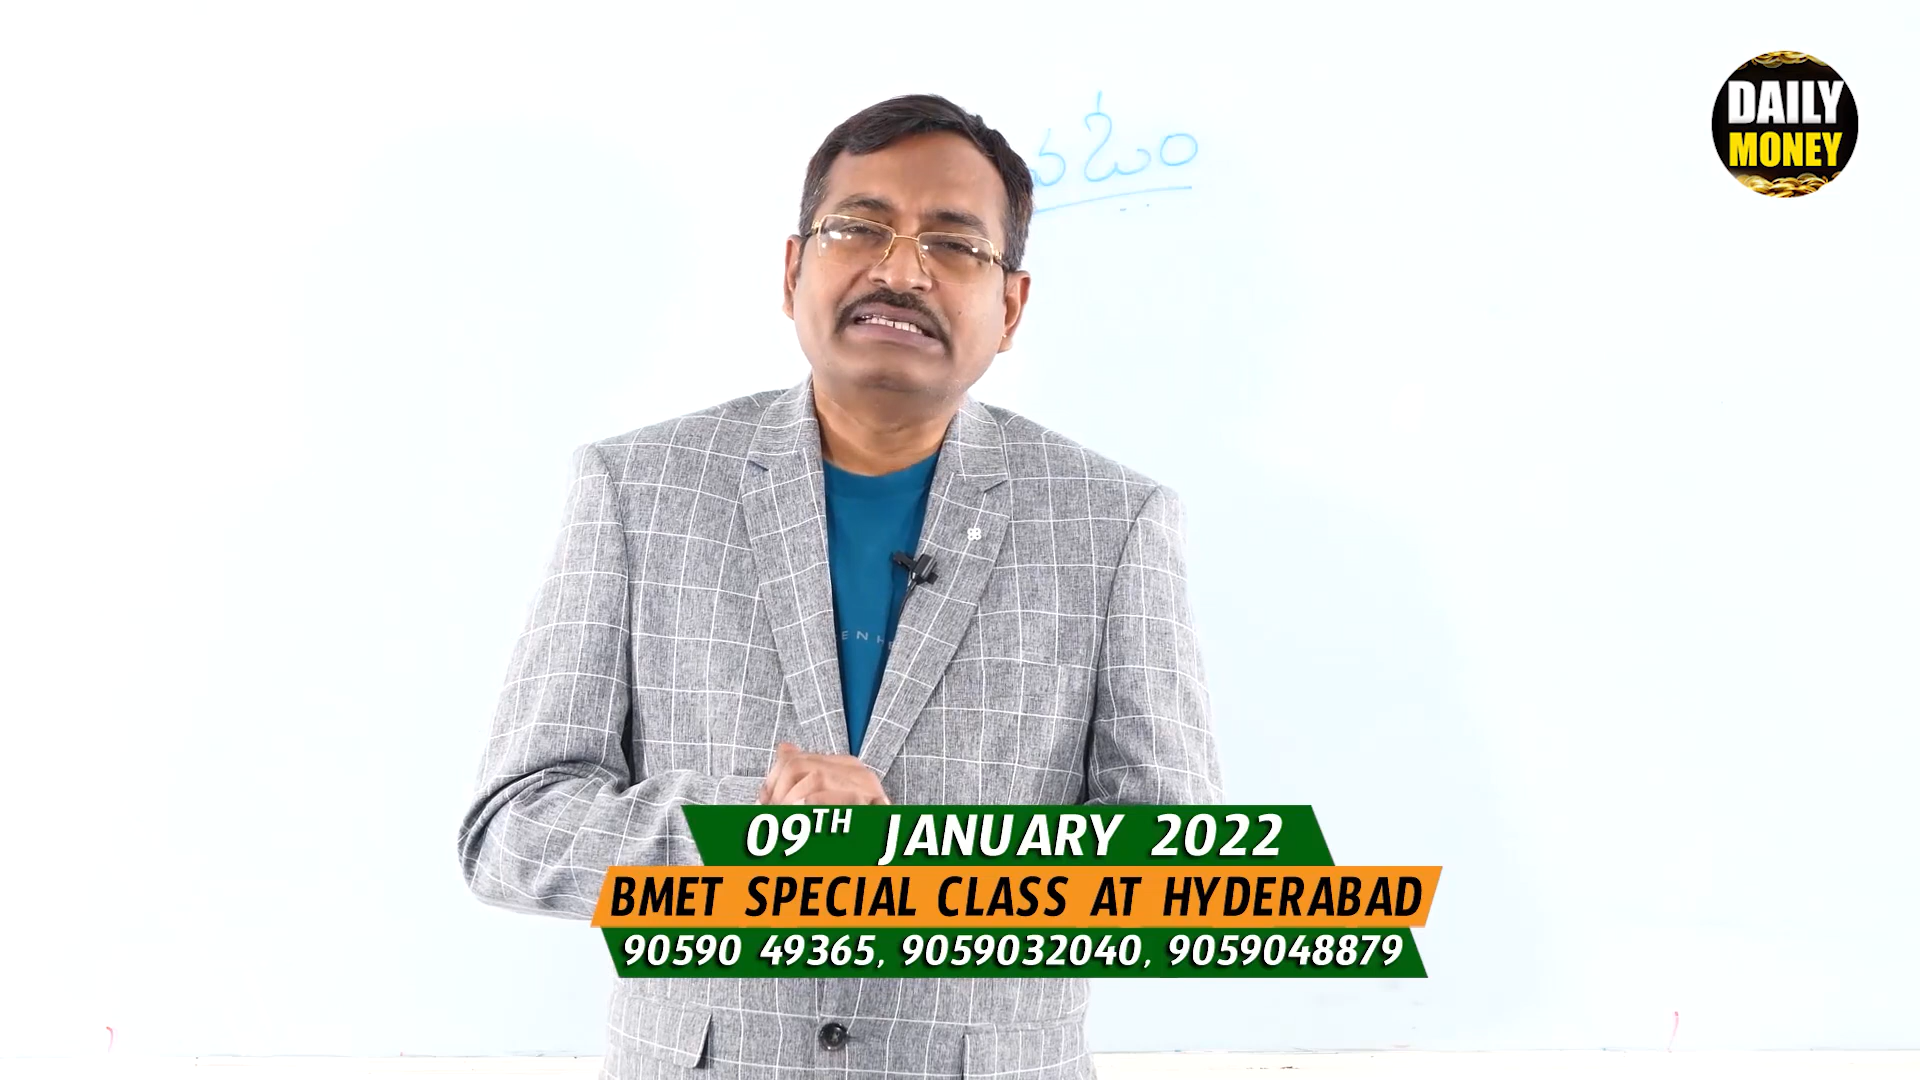 DAILY
MONEY
09TH JANUARY 2022
BMET SPECIAL CLASS AT HYDERABAD
90590 49365, 9059032040, 9059048879